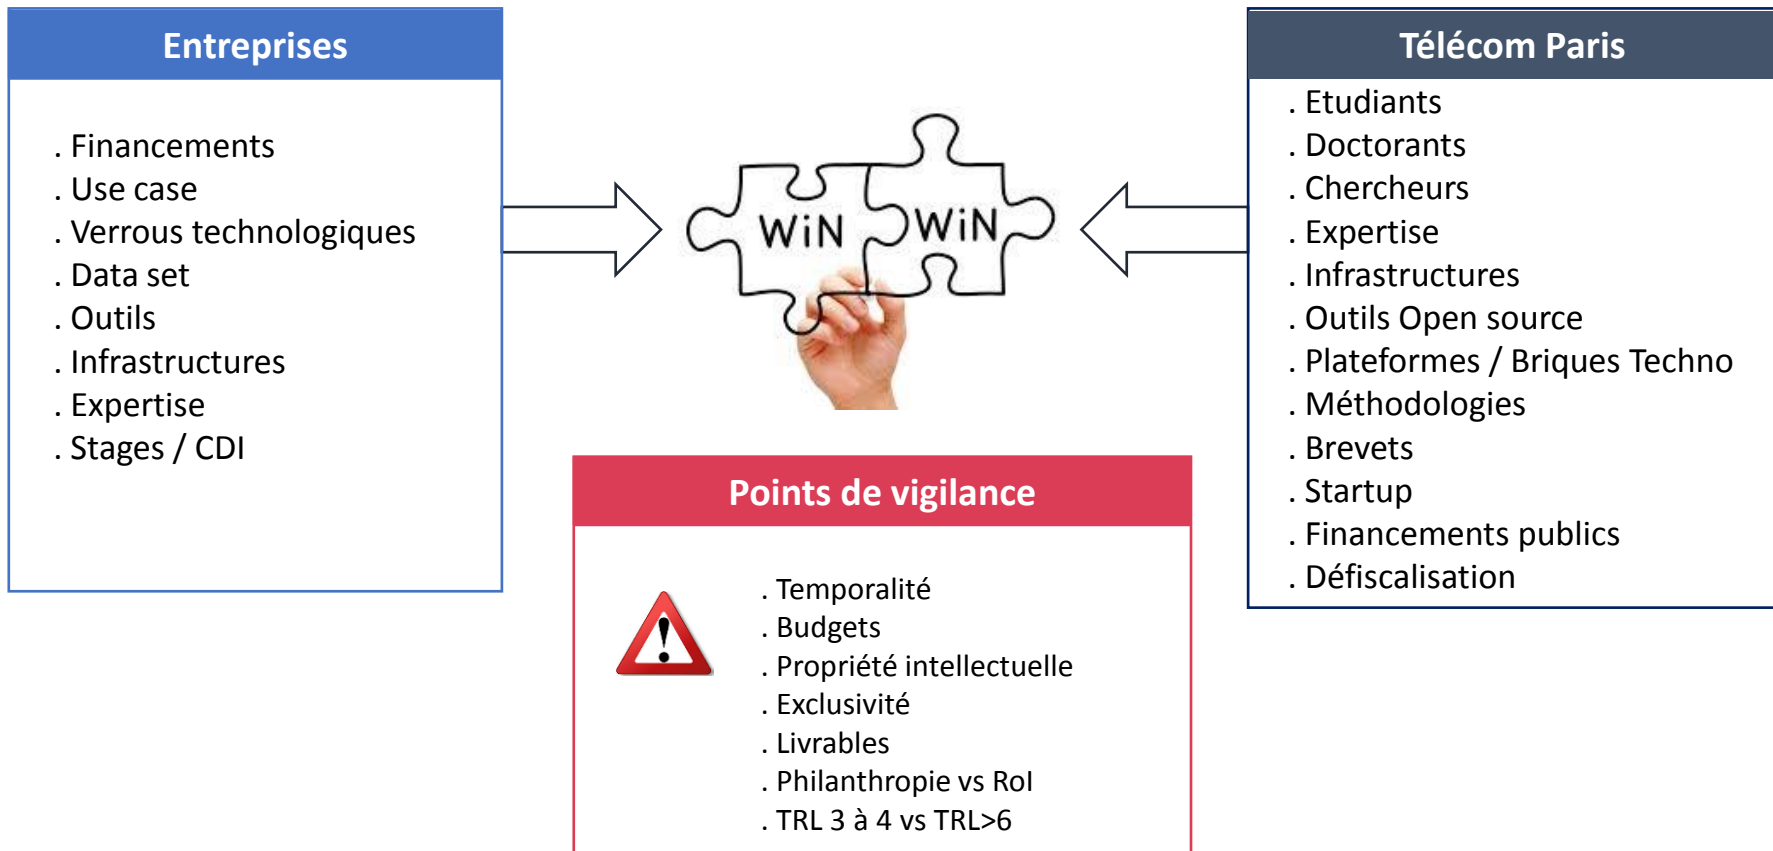 Entreprises
. Financements
. Use case
. Verrous technologiques
. Data set
. Outils
. Infrastructures
. Expertise
. Stages / CDI
WiN WiN
Télécom Paris
. Etudiants
. Doctorants
. Chercheurs
. Expertise
. Infrastructures
. Outils Open source
. Plateformes / Briques Techno
. Méthodologies
. Brevets
. Startup
. Financements publics
. Défiscalisation
Points de vigilance
. Temporalité
. Budgets
. Propriété intellectuelle
. Exclusivité
. Livrables
. Philanthropie vs RoI
. TRL 3 à 4 vs TRL>6